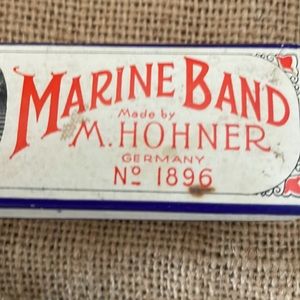 MARINE BAND
Made by
M. HOHNER
GERMANY
Nº 1896